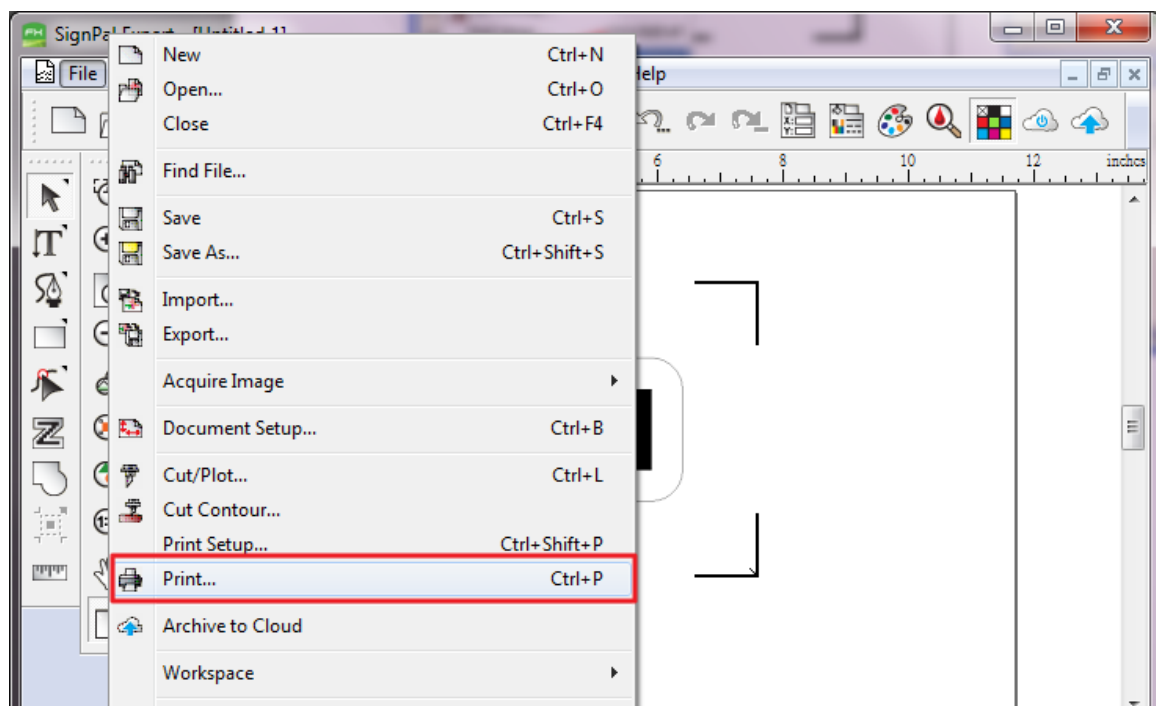 SignPal Expert - [Untitled 1]
File
Help
New Ctrl+N
Open... Ctrl+O
Close Ctrl+F4
Find File...
Save Ctrl+S
Save As... Ctrl+Shift+S
Import...
Export...
Acquire Image
Document Setup... Ctrl+B
Cut/Plot... Ctrl+L
Cut Contour...
Print Setup... Ctrl+Shift+P
Print... Ctrl+P
Archive to Cloud
Workspace
6 8 10 12 inches